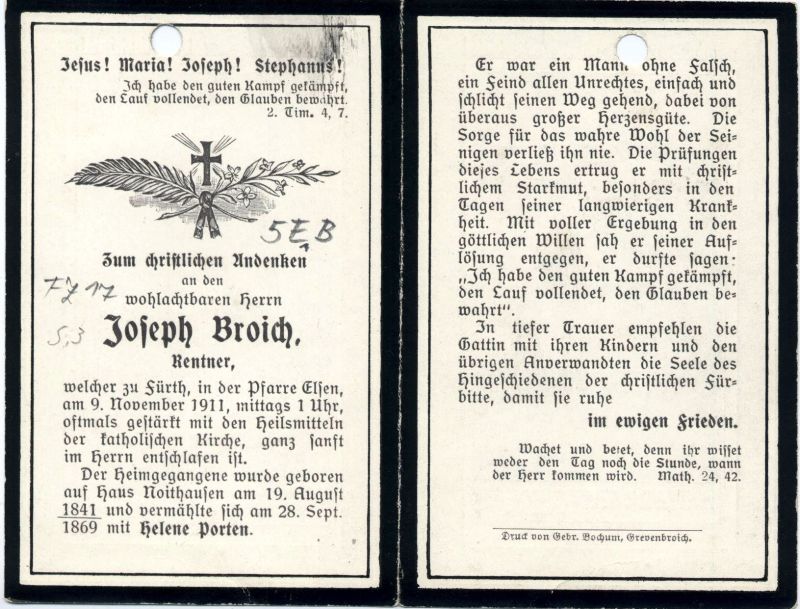 Jesus! Maria! Joseph! Stephanus!
Ich habe den guten Kampf gekämpft,
den Lauf vollendet, den Glauben bewahrt.
2. Tim. 4, 7.
5EB
Zum christlichen Andenken
an den
FZ 17
wohlachtbaren Herrn
S,3
Joseph Broich,
Rentner,
welcher zu Fürth, in der Pfarre Elsen,
am 9. November 1911, mittags 1 Uhr,
oftmals gestärkt mit den Heilsmitteln
der katholischen Kirche, ganz sanft
im Herrn entschlafen ist.
Der Heimgegangene wurde geboren
auf Haus Noithausen am 19. August
1841 und vermählte sich am 28. Sept.
1869 mit Helene Porten.
Er war ein Mann ohne Falsch,
ein Feind allen Unrechtes, einfach und
schlicht seinen Weg gehend, dabei von
überaus großer Herzensgüte. Die
Sorge für das wahre Wohl der Sei-
nigen verließ ihn nie. Die Prüfungen
dieses Lebens ertrug er mit christ-
lichem Starkmut, besonders in den
Tagen seiner langwierigen Krank-
heit. Mit voller Ergebung in den
göttlichen Willen sah er seiner Auf-
lösung entgegen, er durfte sagen:
„Ich habe den guten Kampf gekämpft,
den Lauf vollendet, den Glauben be-
wahrt".
In tiefer Trauer empfehlen die
Gattin mit ihren Kindern und den
übrigen Anverwandten die Seele des
Hingeschiedenen der christlichen Für-
bitte, damit sie ruhe
im ewigen Frieden.
Wachet und betet, denn ihr wisset
weder den Tag noch die Stunde, wann
der Herr kommen wird. Math. 24, 42.
Druck von Gebr. Bochum, Grevenbroich.